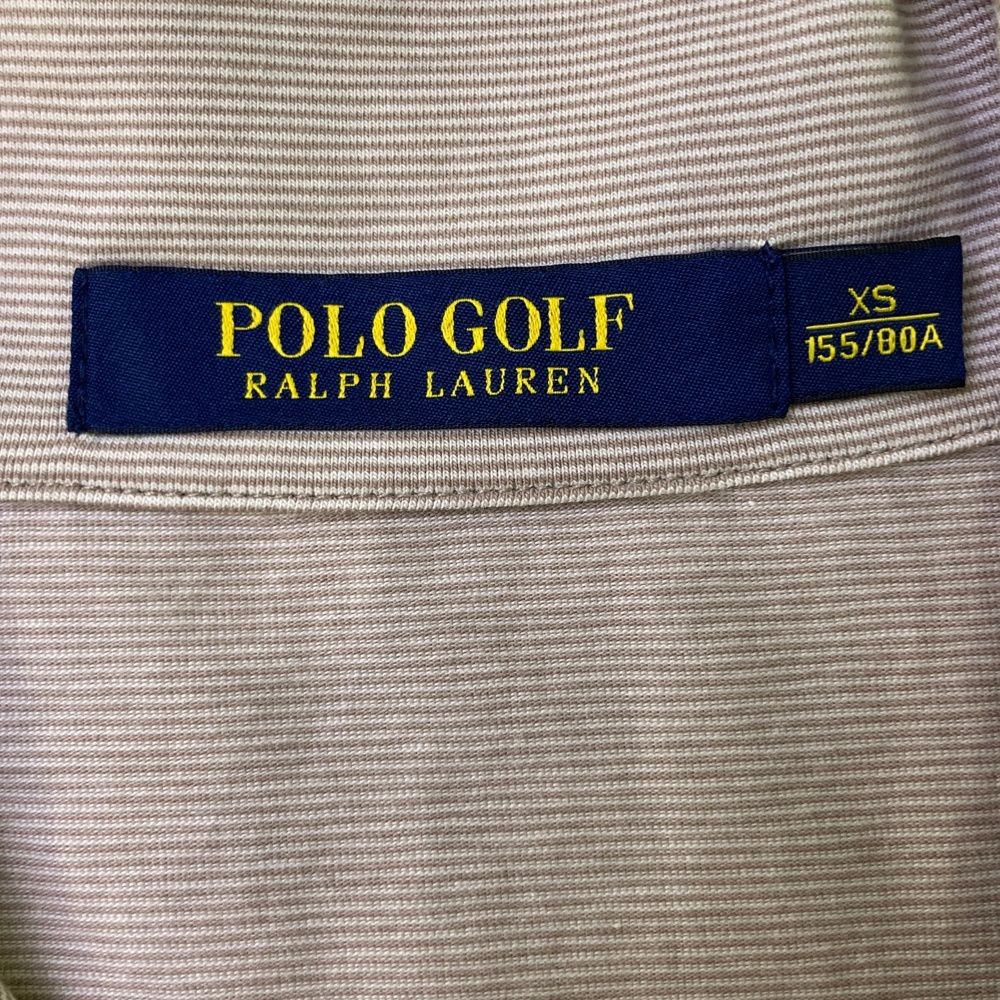 POLO GOLF
RALPH LAUREN
XS
155/80A